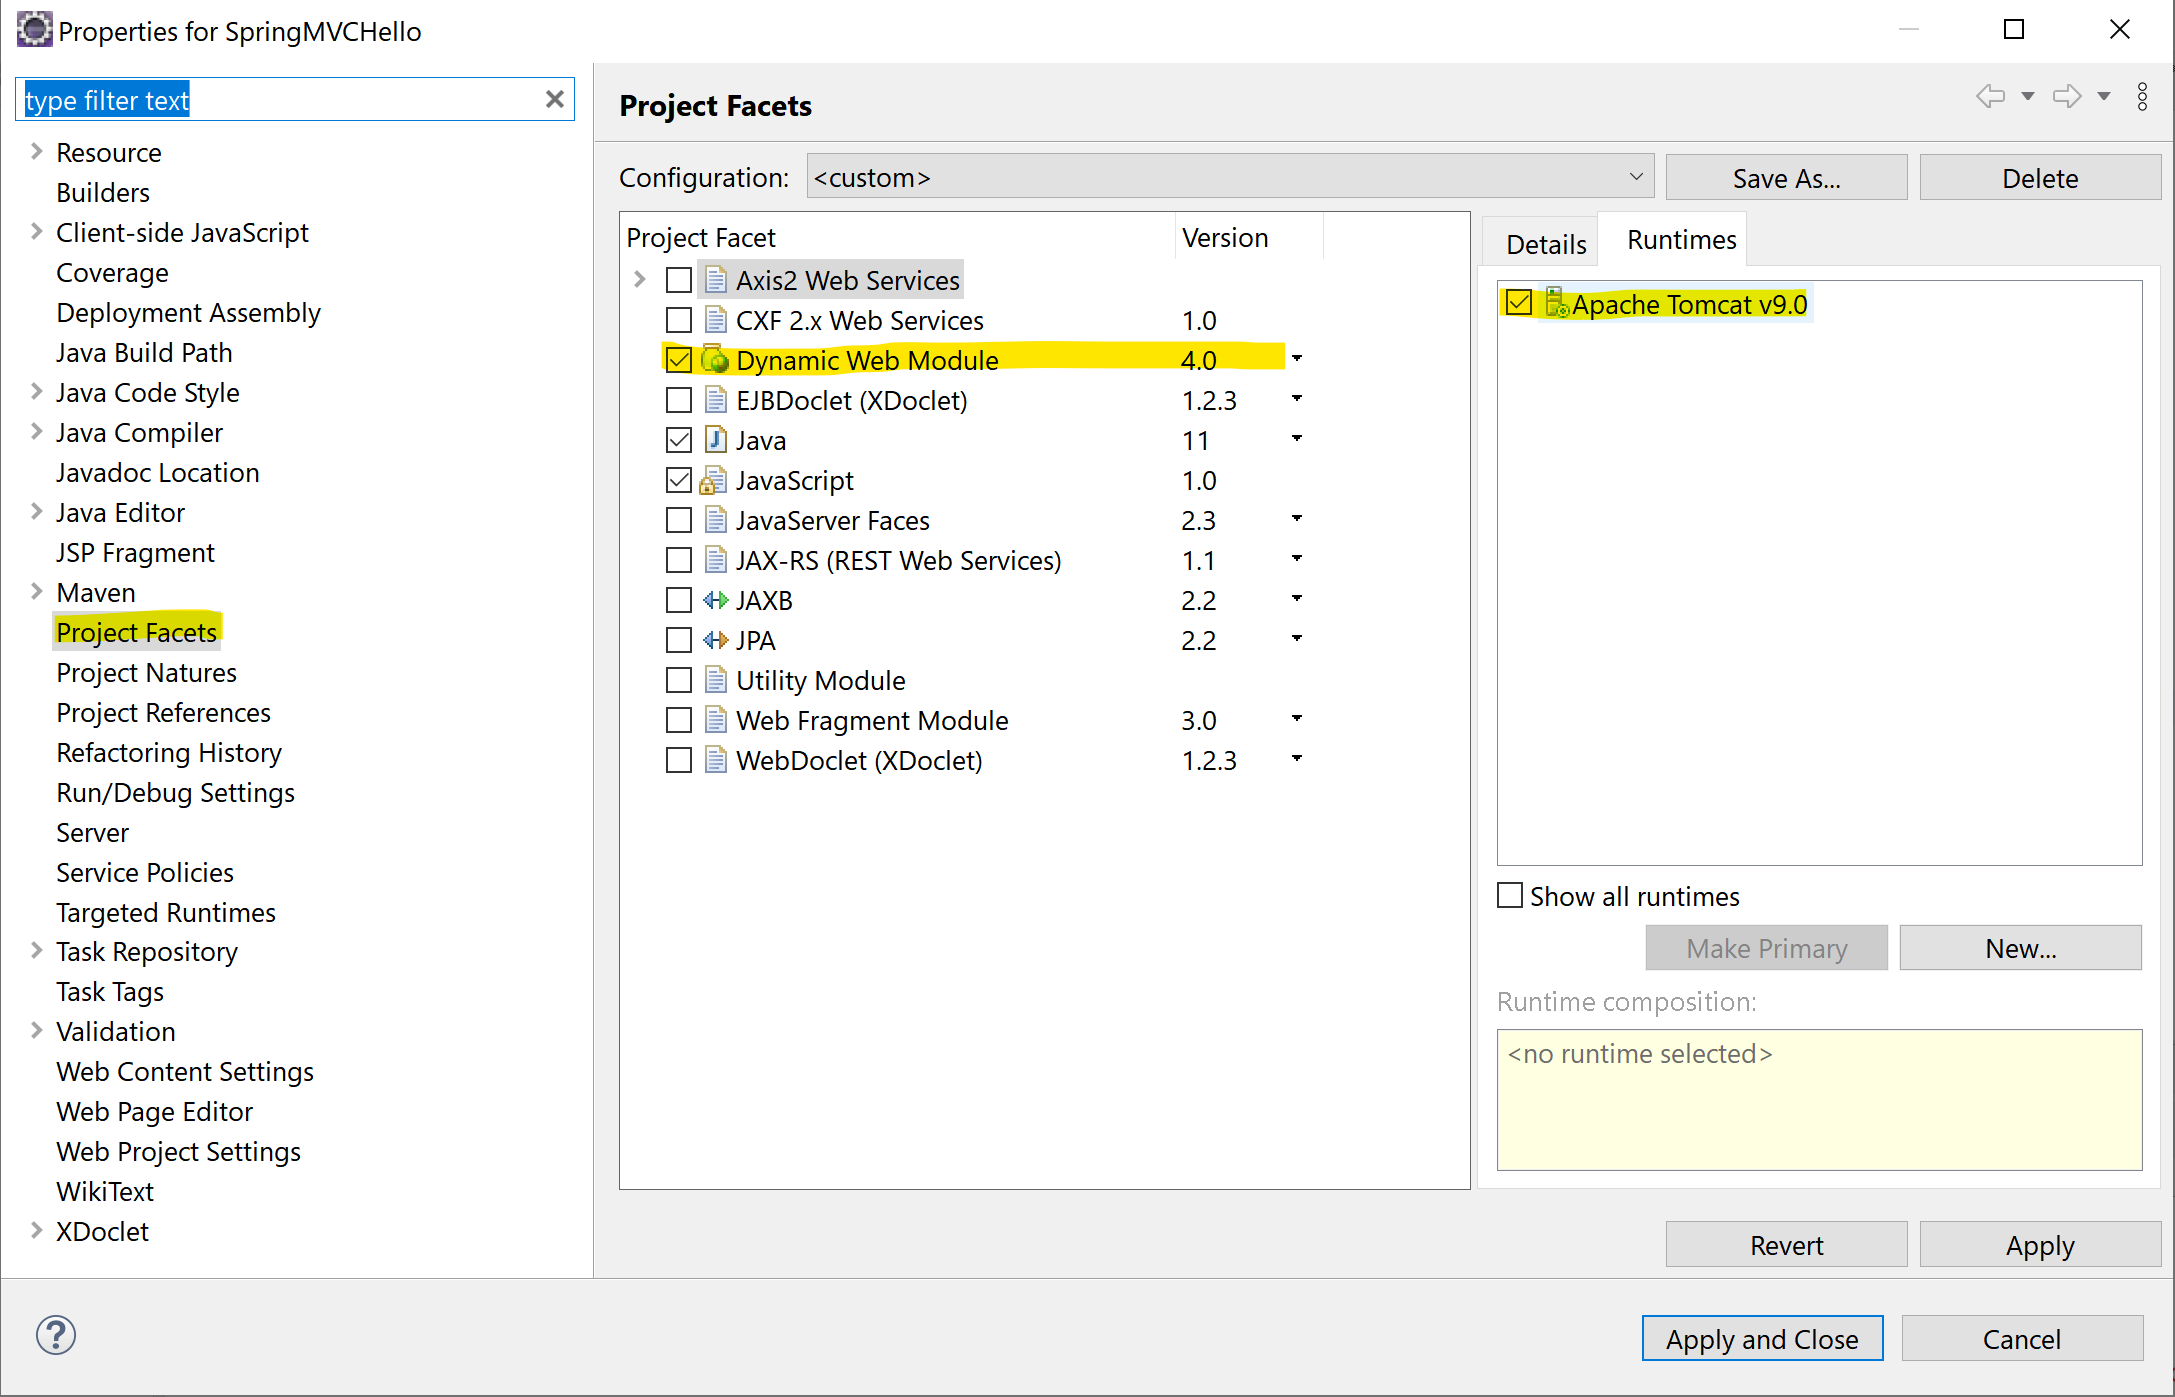 Properties for SpringMVCHello
type filter text
Resource
Builders
Client-side JavaScript
Coverage
Deployment Assembly
Java Build Path
Java Code Style
Java Compiler
Javadoc Location
Java Editor
JSP Fragment
Maven
Project Facets
Project Natures
Project References
Refactoring History
Run/Debug Settings
Server
Service Policies
Targeted Runtimes
Task Repository
Task Tags
Validation
Web Content Settings
Web Page Editor
Web Project Settings
WikiText
XDoclet
Project Facets
Configuration: <custom> Save As... Delete
Project Facet Version
Axis2 Web Services
CXF 2.x Web Services 1.0
Dynamic Web Module 4.0
EJBDoclet (XDoclet) 1.2.3
Java 11
JavaScript 1.0
JavaServer Faces 2.3
JAX-RS (REST Web Services) 1.1
JAXB 2.2
JPA 2.2
Utility Module
Web Fragment Module 3.0
WebDoclet (XDoclet) 1.2.3
Details Runtimes
Apache Tomcat v9.0
Show all runtimes
Make Primary New...
Runtime composition:
<no runtime selected>
Revert Apply
Apply and Close Cancel